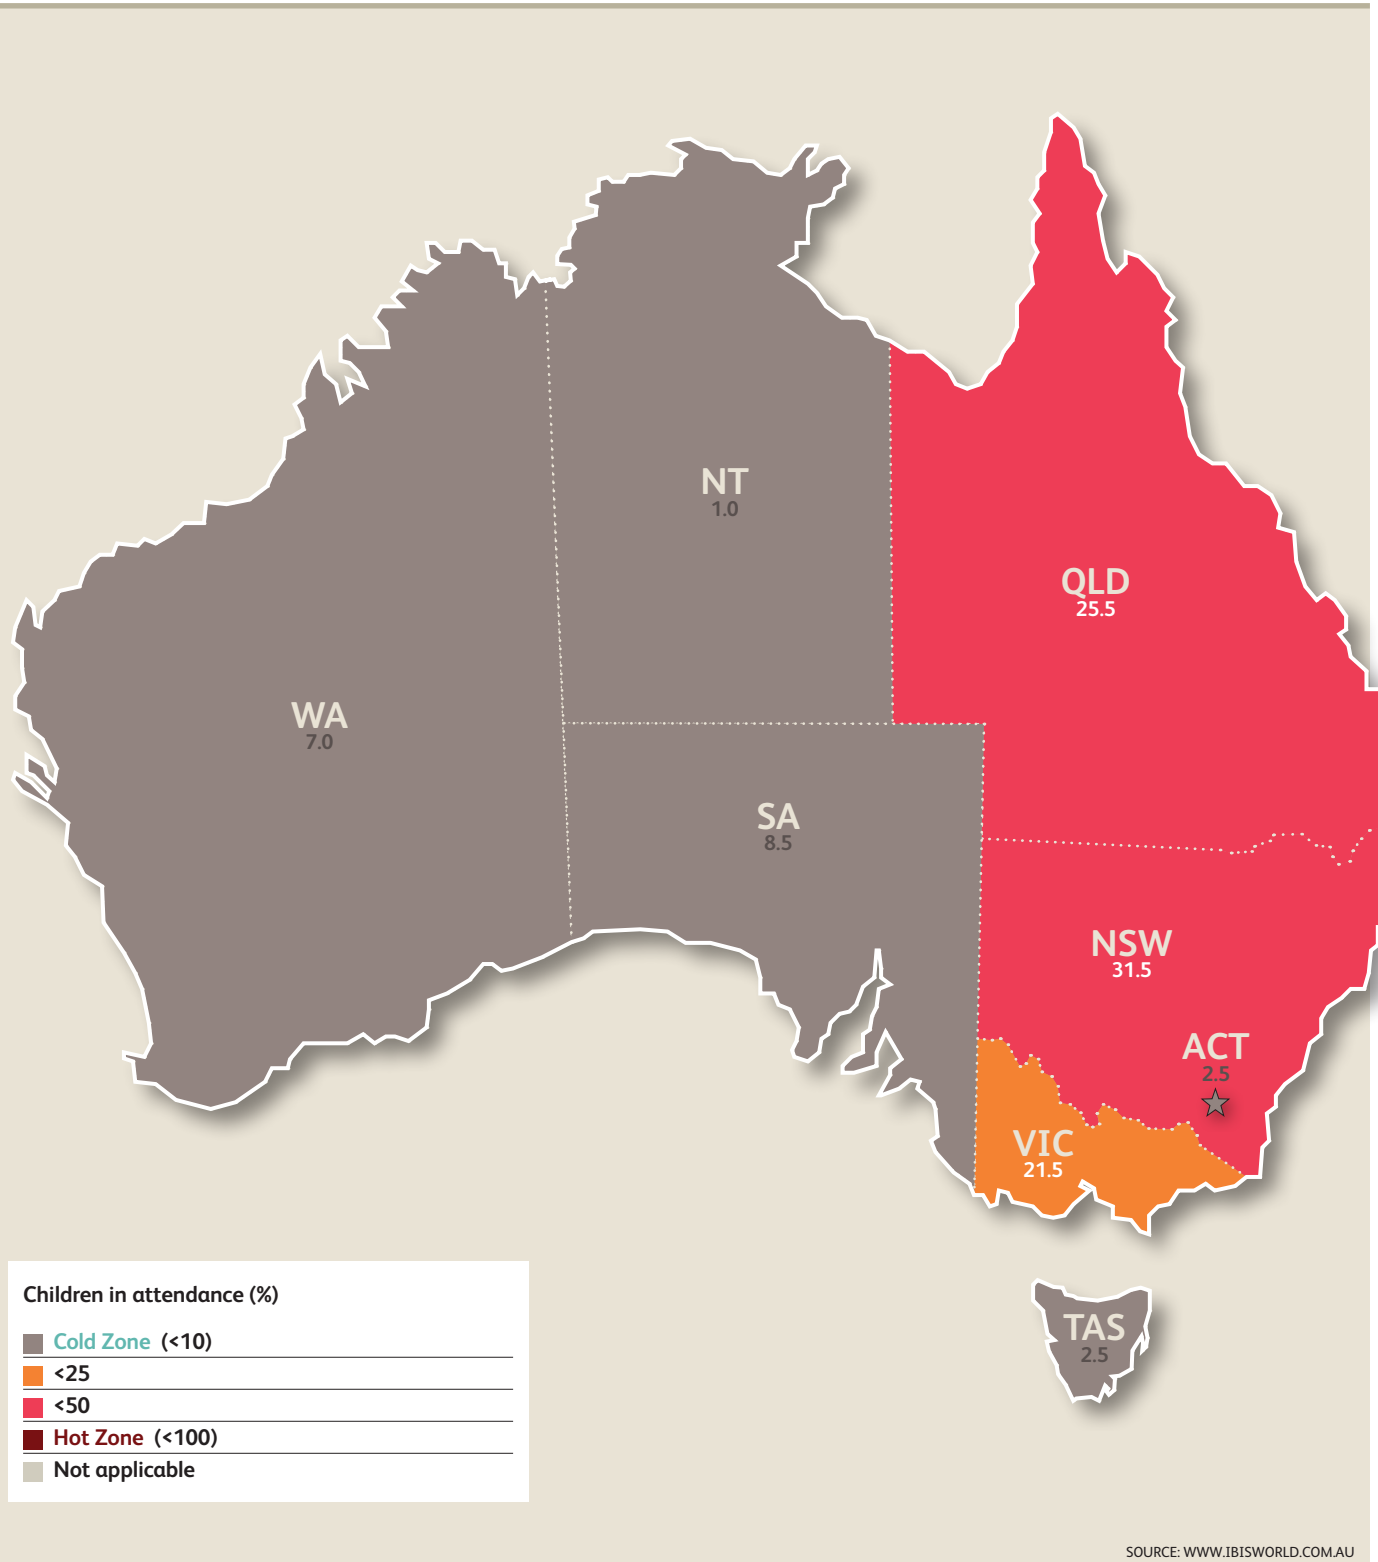 NT
1.0
QLD
25.5
WA
7.0
SA
8.5
NSW
31.5
ACT
2.5
VIC
21.5
TAS
2.5
Children in attendance (%)
Cold Zone (<10)
<25
<50
Hot Zone (<100)
Not applicable
SOURCE: WWW.IBISWORLD.COM.AU